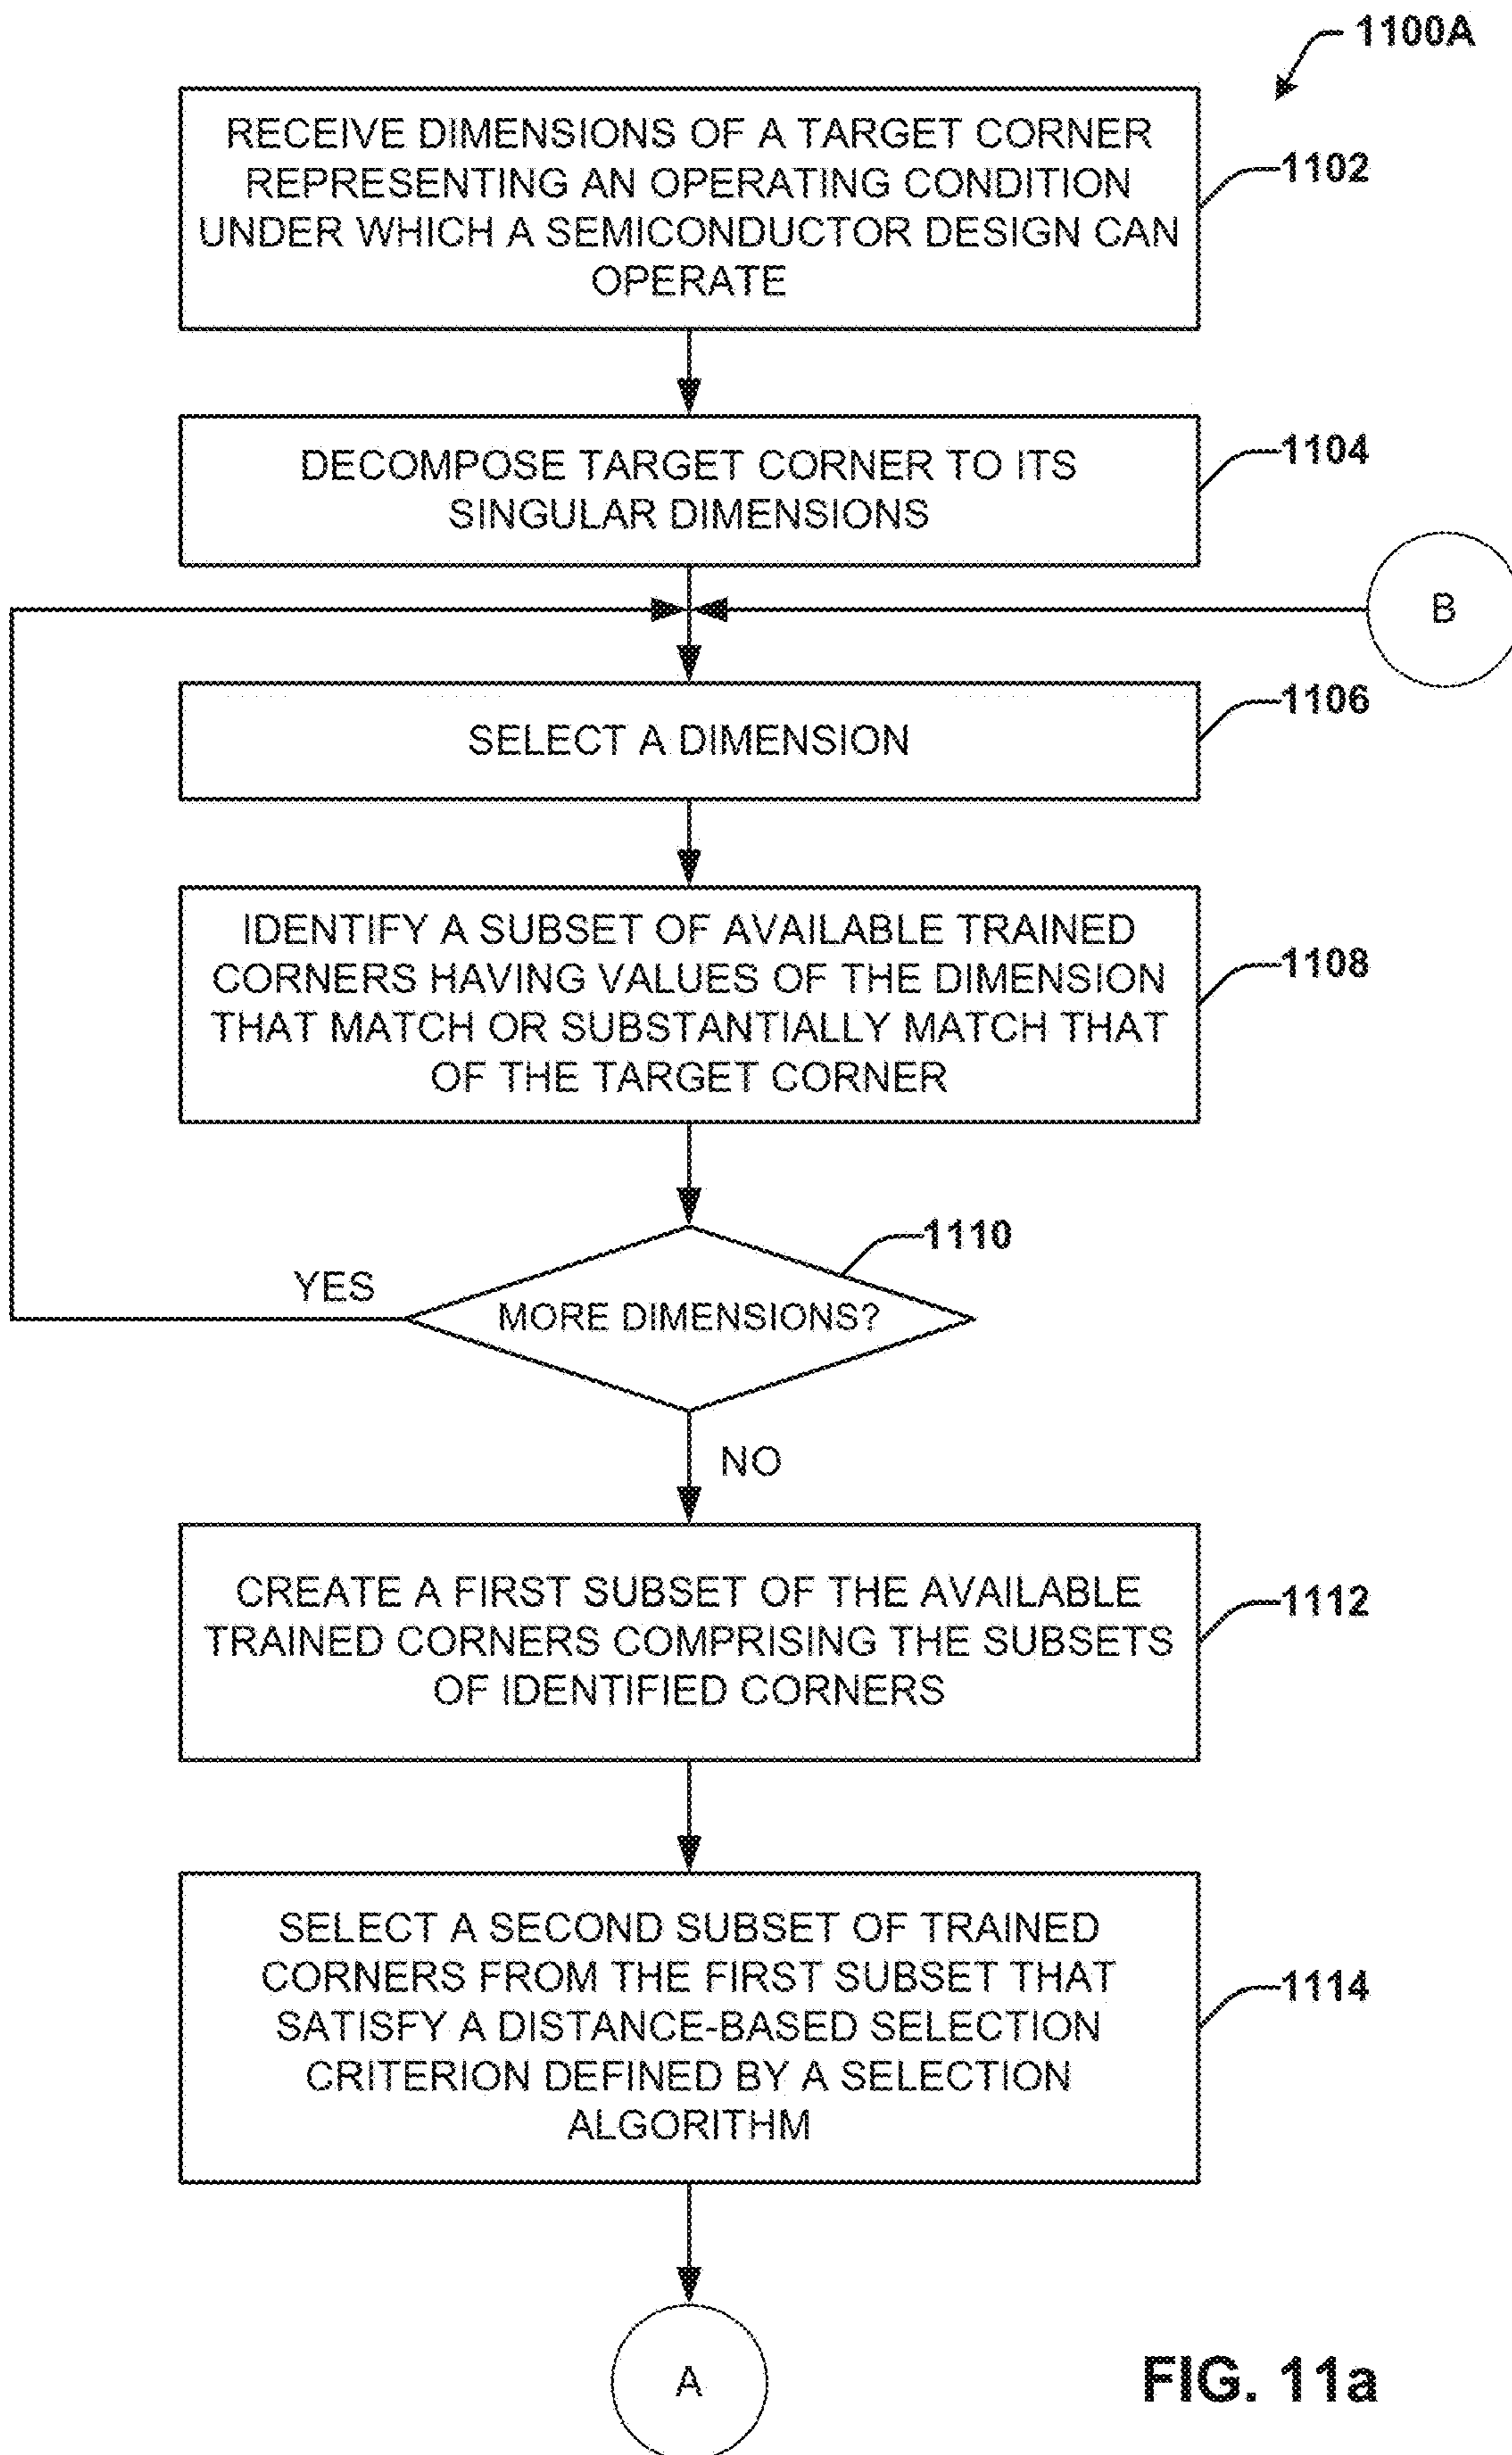 1100A
RECEIVE DIMENSIONS OF A TARGET CORNER
REPRESENTING AN OPERATING CONDITION
UNDER WHICH A SEMICONDUCTOR DESIGN CAN
OPERATE
1102
DECOMPOSE TARGET CORNER TO ITS
SINGULAR DIMENSIONS
1104
B
SELECT A DIMENSION
1106
IDENTIFY A SUBSET OF AVAILABLE TRAINED
CORNERS HAVING VALUES OF THE DIMENSION
THAT MATCH OR SUBSTANTIALLY MATCH THAT
OF THE TARGET CORNER
1108
1110
YES
MORE DIMENSIONS?
NO
CREATE A FIRST SUBSET OF THE AVAILABLE
TRAINED CORNERS COMPRISING THE SUBSETS
OF IDENTIFIED CORNERS
1112
SELECT A SECOND SUBSET OF TRAINED
CORNERS FROM THE FIRST SUBSET THAT
SATISFY A DISTANCE-BASED SELECTION
CRITERION DEFINED BY A SELECTION
ALGORITHM
1114
A
FIG. 11a